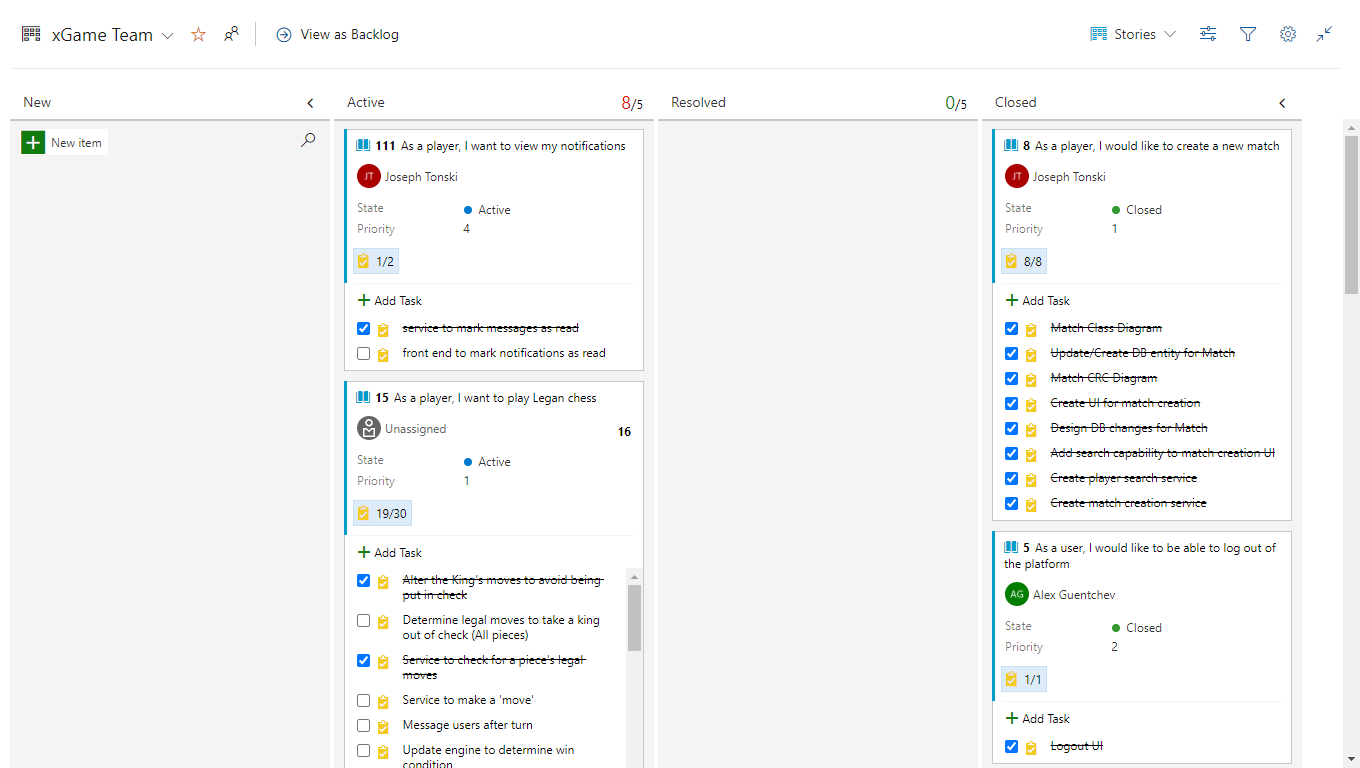 xGame Team
View as Backlog
Stories
New
Active
8/5
Resolved
0/5
Closed
New item
111 As a player, I want to view my notifications
JT Joseph Tonski
State Active
Priority 4
1/2
Add Task
service to mark messages as read
front end to mark notifications as read
15 As a player, I want to play Legan chess
Unassigned 16
State Active
Priority 1
19/30
Add Task
Alter the King's moves to avoid being
put in check
Determine legal moves to take a king
out of check (All pieces)
Service to check for a piece's legal
moves
Service to make a 'move'
Message users after turn
Update engine to determine win
condition
8 As a player, I would like to create a new match
JT Joseph Tonski
State Closed
Priority 1
8/8
Add Task
Match Class Diagram
Update/Create DB entity for Match
Match CRC Diagram
Create UI for match creation
Design DB changes for Match
Add search capability to match creation UI
Create player search service
Create match creation service
5 As a user, I would like to be able to log out of
the platform
AG Alex Guentchev
State Closed
Priority 2
1/1
Add Task
Logout UI